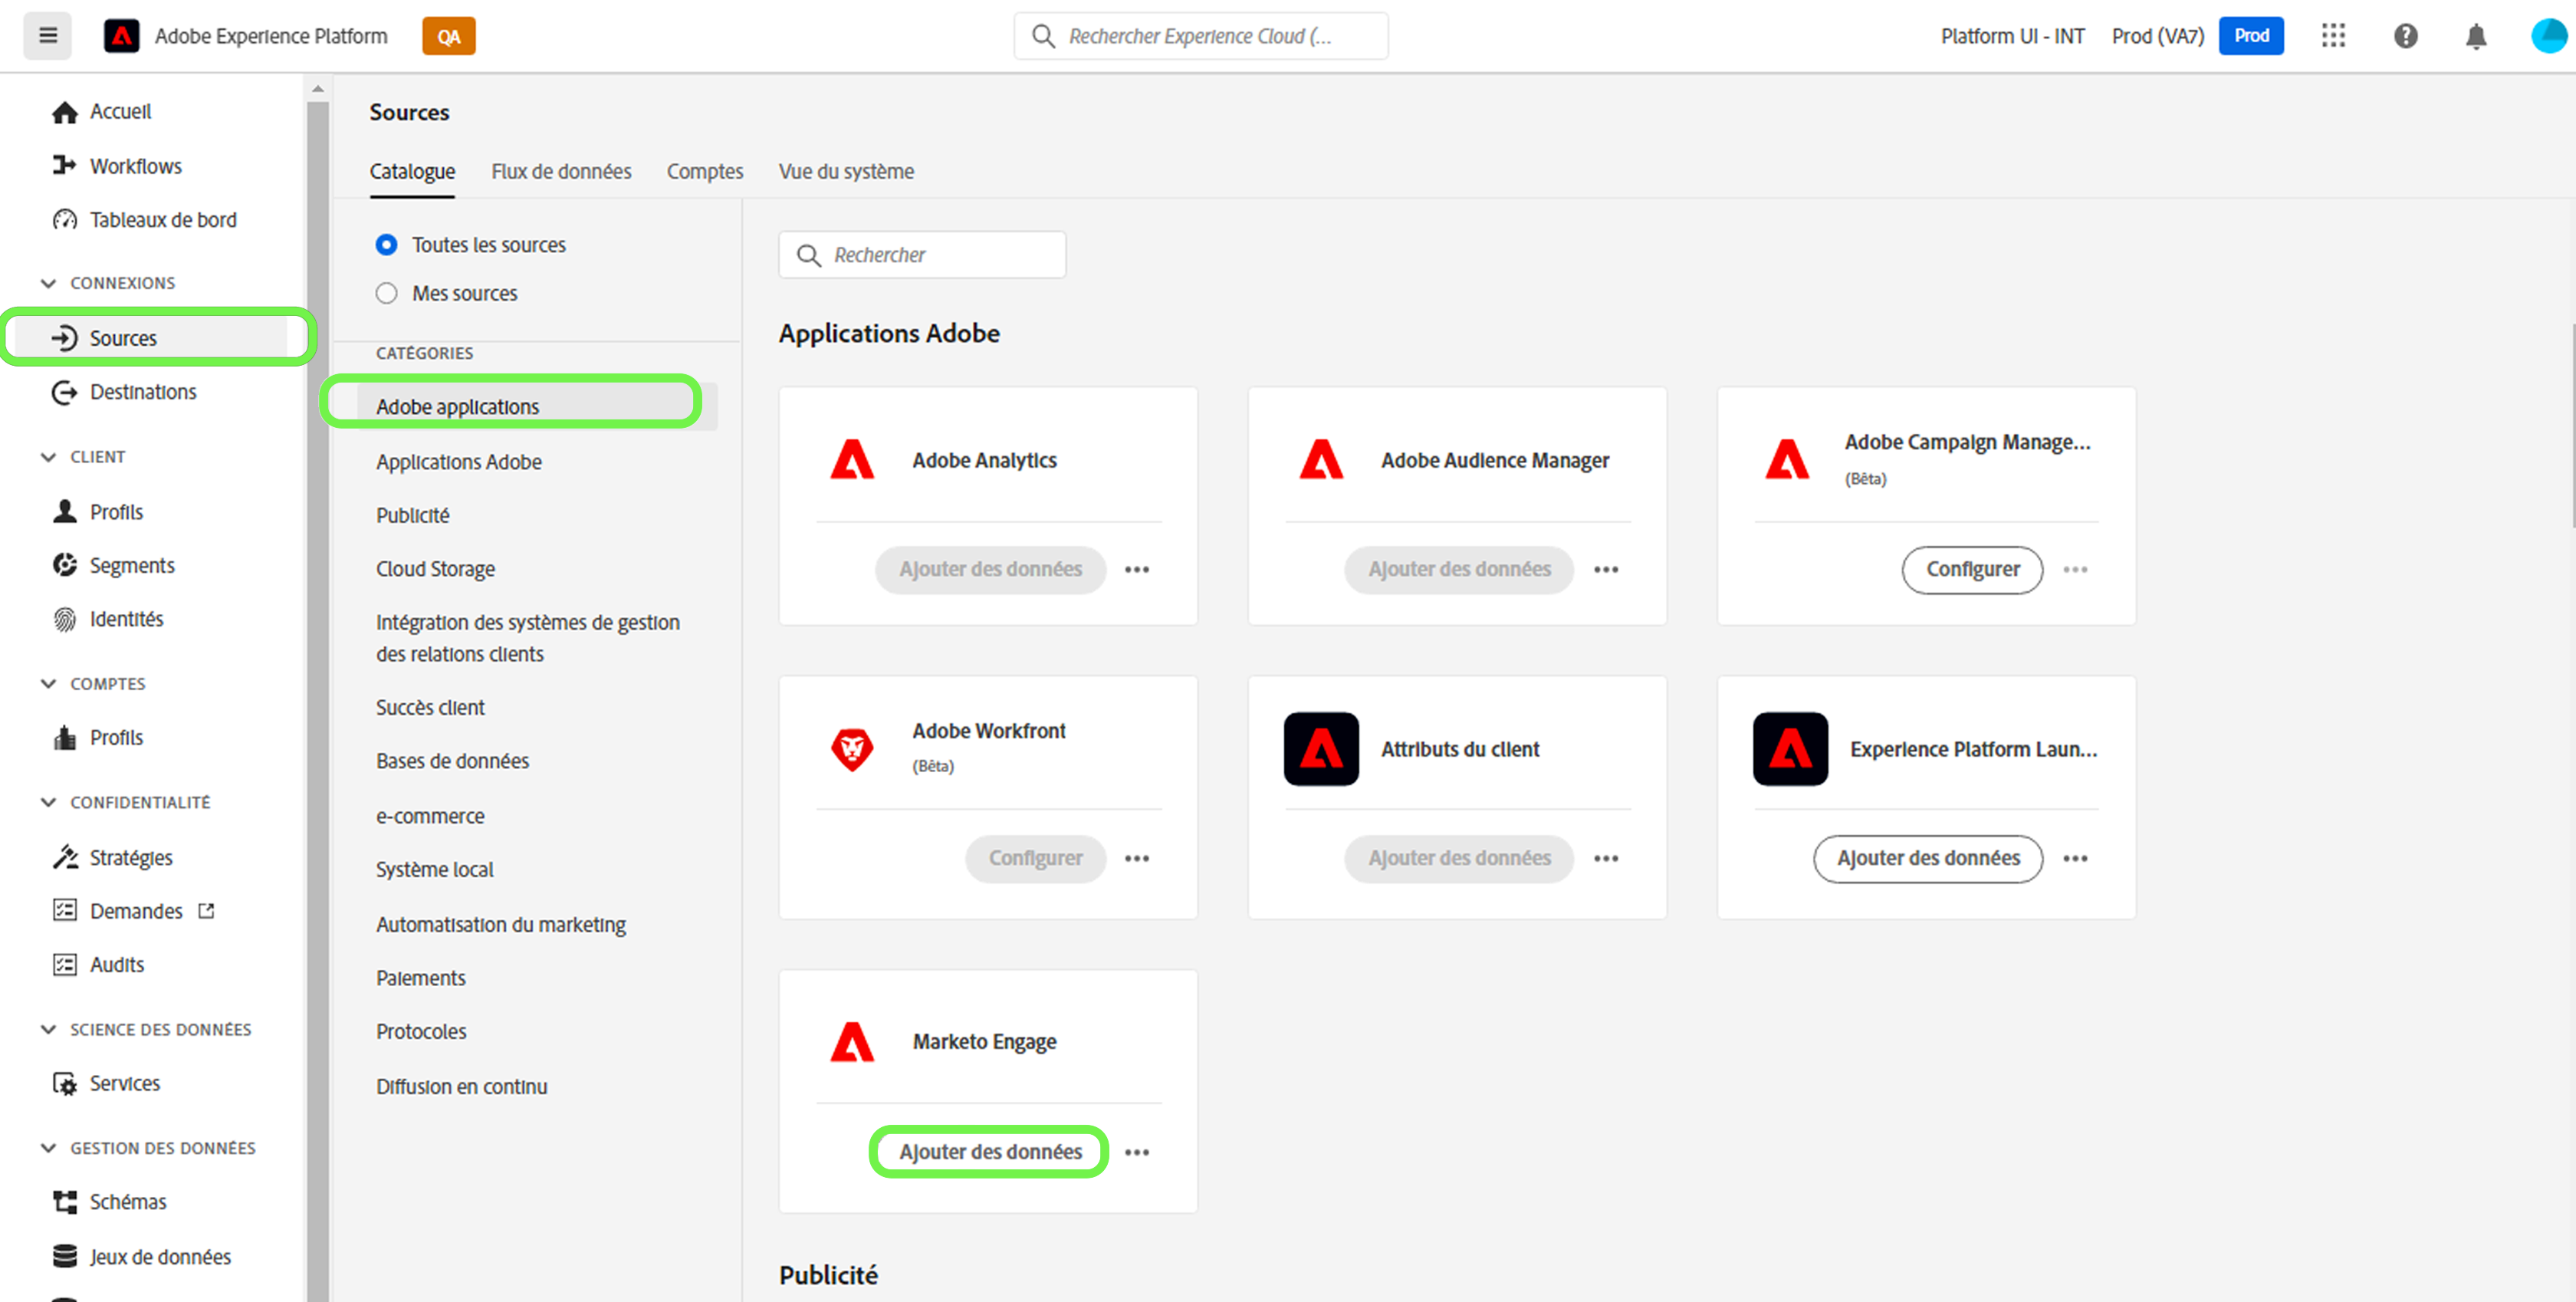 Adobe Experience Platform
QA
Rechercher Experience Cloud (...
Platform UI - INT
Prod (VA7)
Prod
Accueil
Workflows
Tableaux de bord
CONNEXIONS
Sources
Destinations
CLIENT
Profils
Segments
Identités
COMPTES
Profils
CONFIDENTIALITÉ
Stratégies
Demandes
Audits
SCIENCE DES DONNÉES
Services
GESTION DES DONNÉES
Schémas
Jeux de données
Sources
Catalogue
Flux de données
Comptes
Vue du système
Toutes les sources
Mes sources
CATÉGORIES
Adobe applications
Applications Adobe
Publicité
Cloud Storage
Intégration des systèmes de gestion
des relations clients
Succès client
Bases de données
e-commerce
Système local
Automatisation du marketing
Paiements
Protocoles
Diffusion en continu
Rechercher
Applications Adobe
Adobe Analytics
Ajouter des données
Adobe Audience Manager
Ajouter des données
Adobe Campaign Manage...
(Bêta)
Configurer
Adobe Workfront
(Bêta)
Configurer
Attributs du client
Ajouter des données
Experience Platform Laun...
Ajouter des données
Marketo Engage
Ajouter des données
Publicité